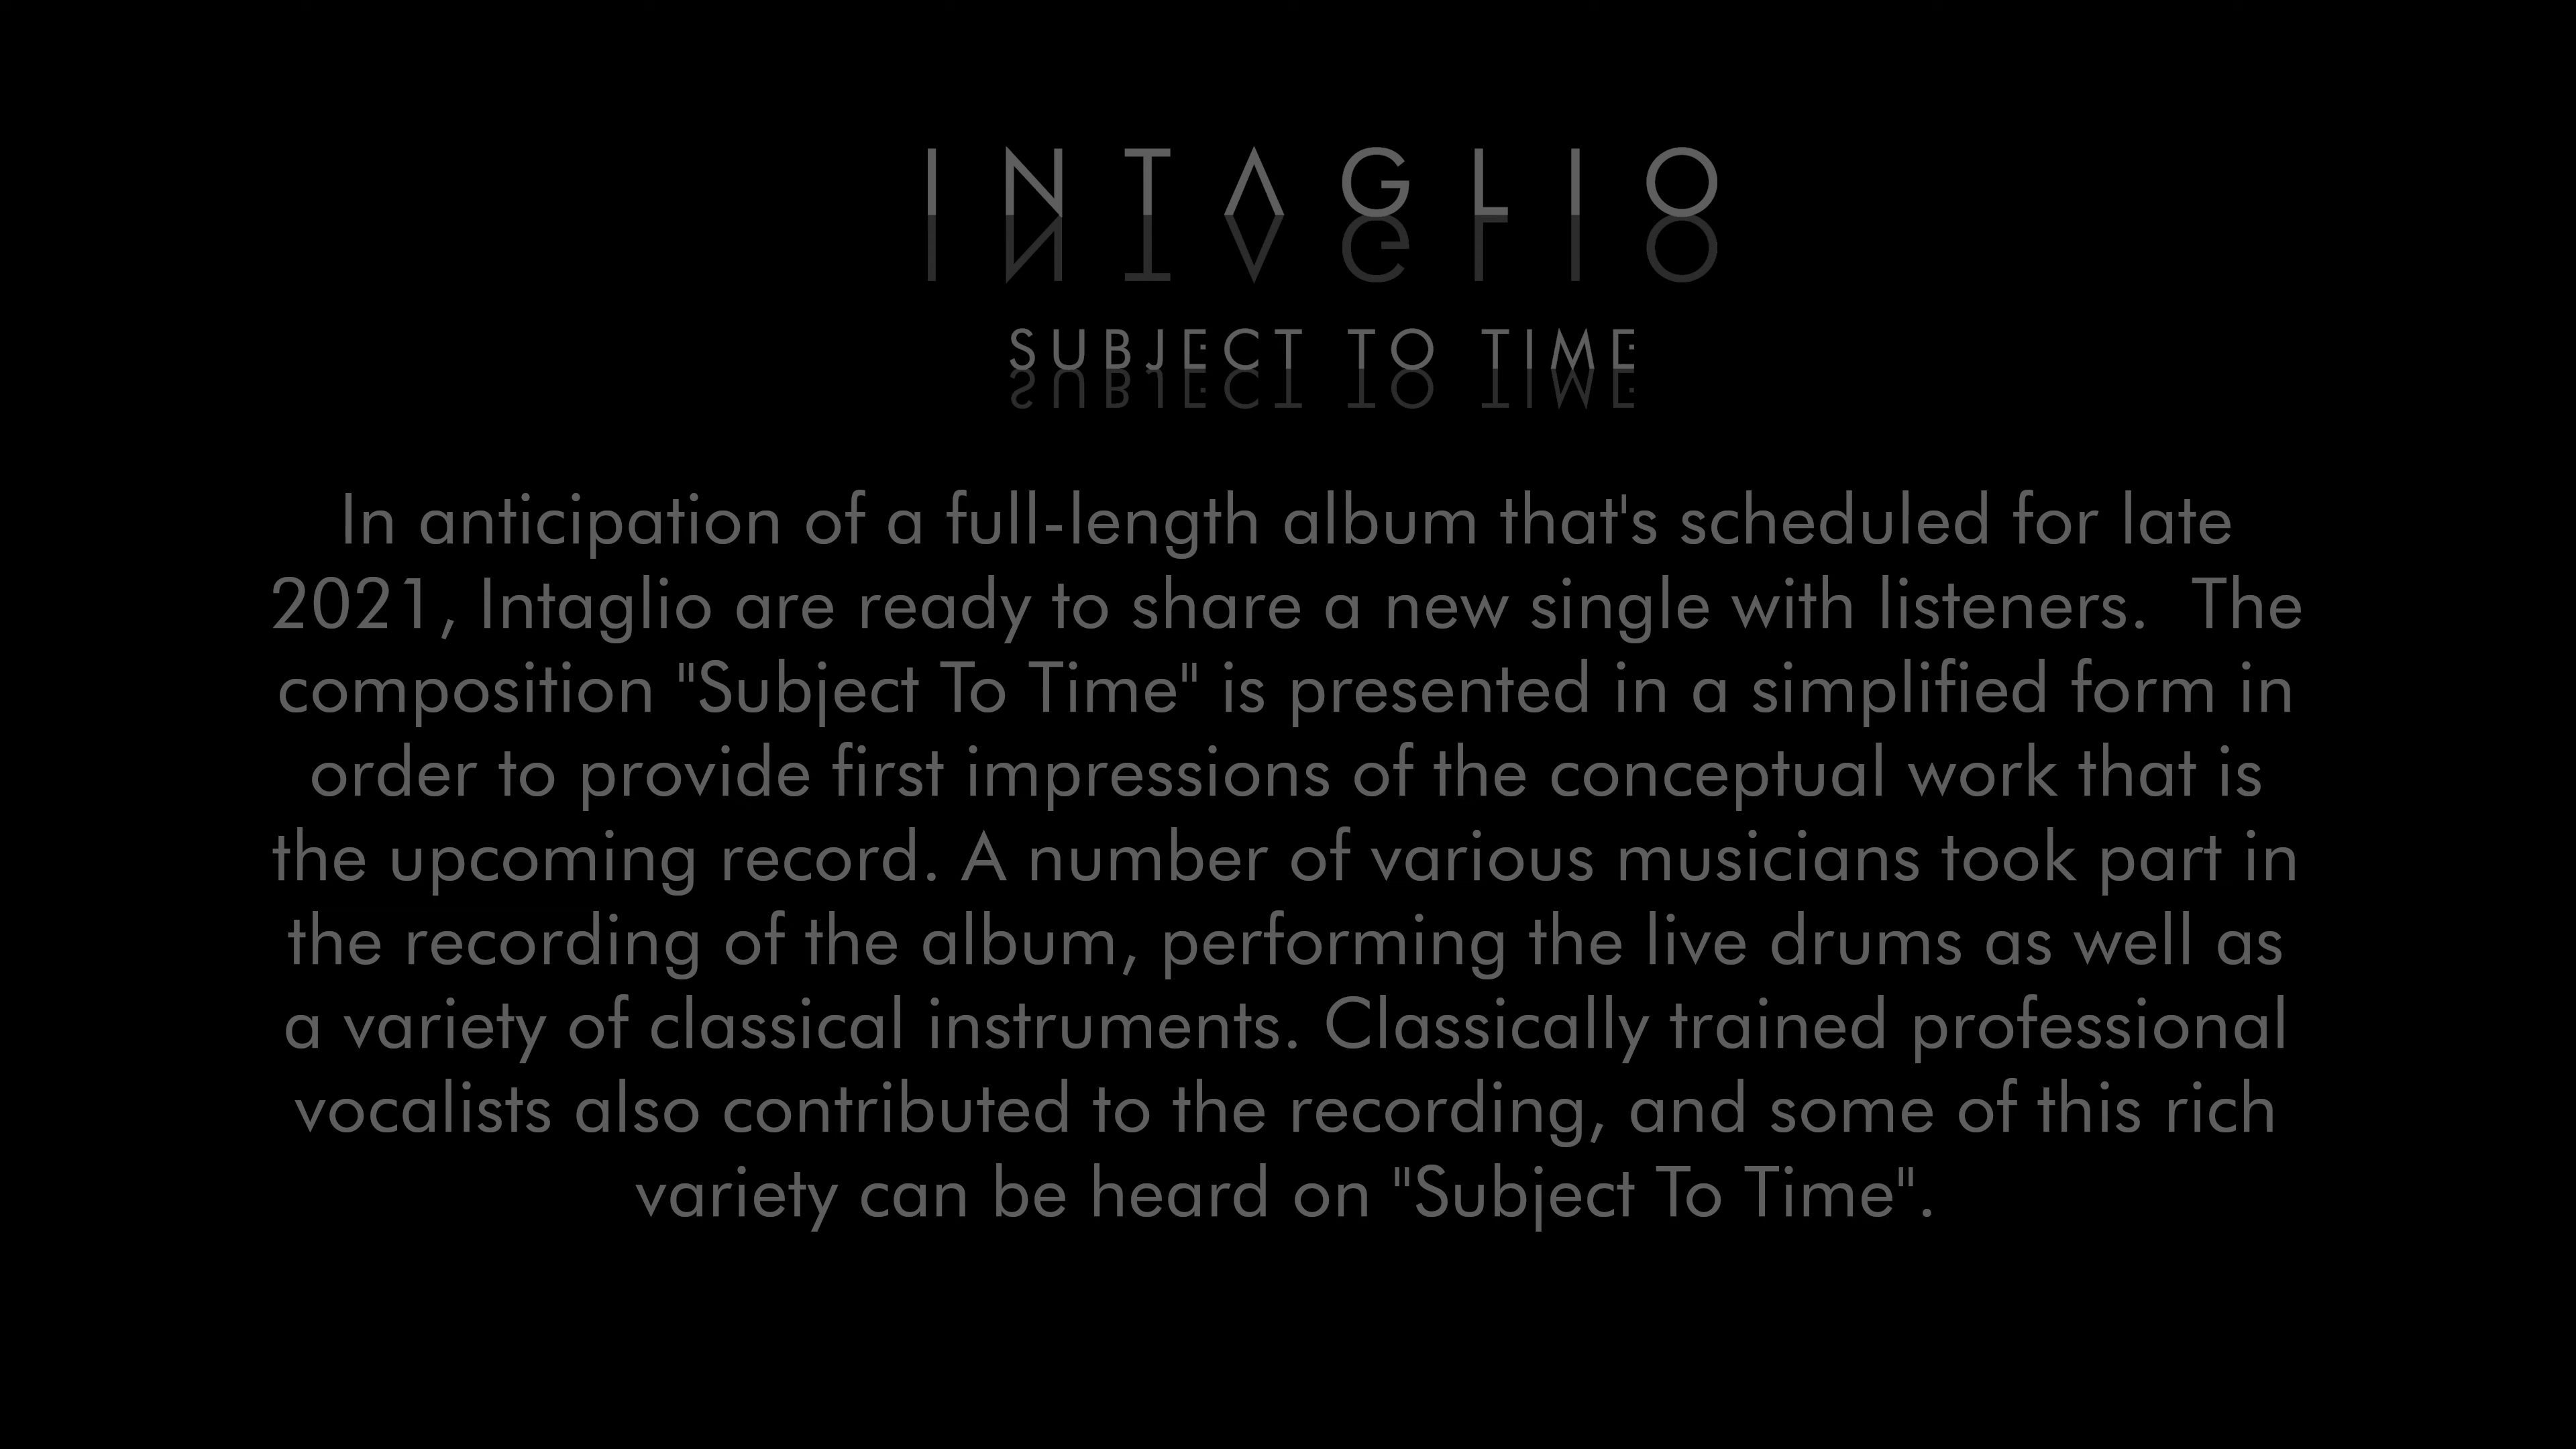 INTAGLIO
SUBJECT TO TIME
In anticipation of a full-length album that's scheduled for late
2021, Intaglio are ready to share a new single with listeners.  The
composition "Subject To Time" is presented in a simplified form in
order to provide first impressions of the conceptual work that is
the upcoming record. A number of various musicians took part in
the recording of the album, performing the live drums as well as
a variety of classical instruments. Classically trained professional
vocalists also contributed to the recording, and some of this rich
variety can be heard on "Subject To Time".